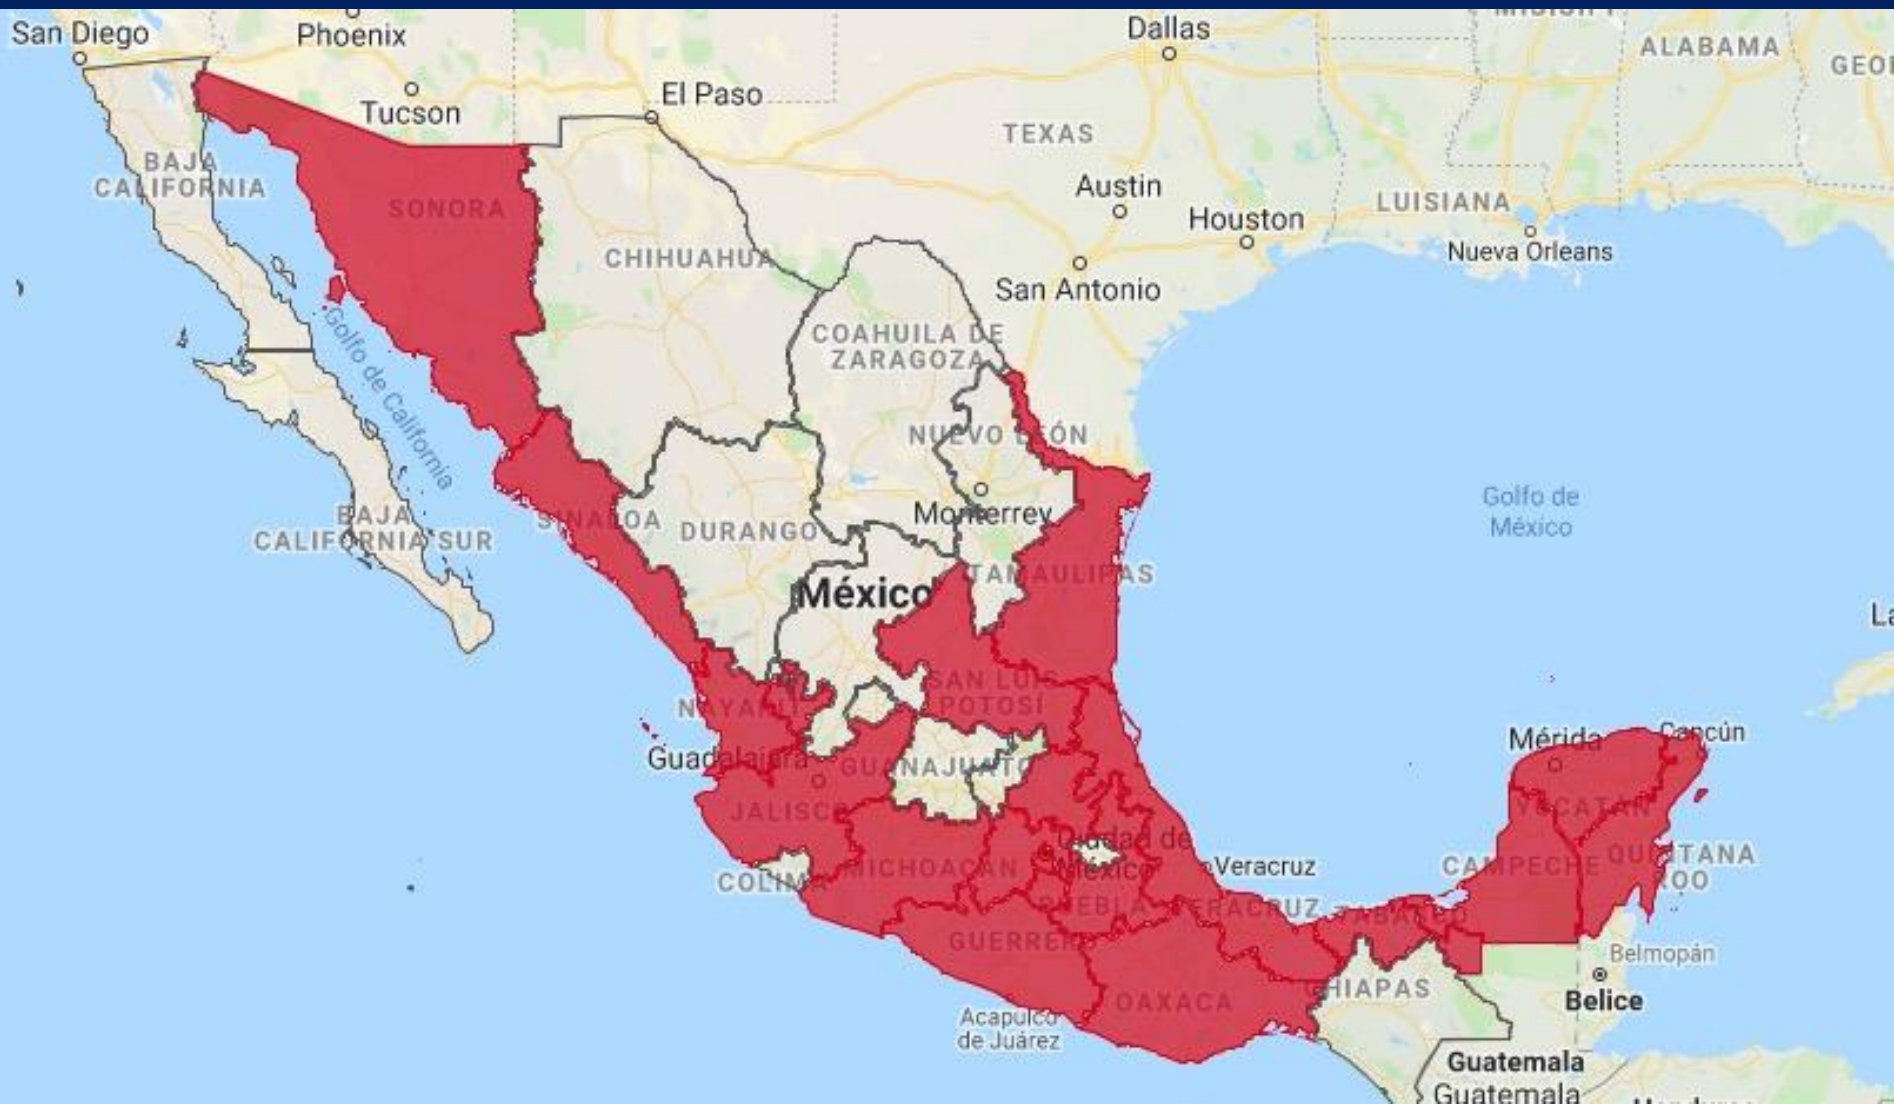 San Diego
Phoenix
Dallas
ALABAMA
Tucson
El Paso
TEXAS
BAJA
CALIFORNIA
SONORA
Austin
LUISIANA
Houston
CHIHUAHUA
Nueva Orleans
San Antonio
COAHUILA DE
ZARAGOZA
Golfo de California
NUEVO LEÓN
Monterrey
Golfo de
México
BAJA
CALIFORNIA SUR
SINALOA
DURANGO
TAMAULIPAS
México
SAN LUIS
POTOSÍ
NAYARIT
Guadalajara
GUANAJUATO
Mérida
Cancún
JALISCO
YUCATÁN
Ciudad de
México
Veracruz
CAMPECHE
QUINTANA
ROO
COLIMA
MICHOACÁN
PUEBLA
VERACRUZ
TABASCO
GUERRERO
Belmopán
CHIAPAS
OAXACA
Belice
Acapulco
de Juárez
Guatemala
Guatemala